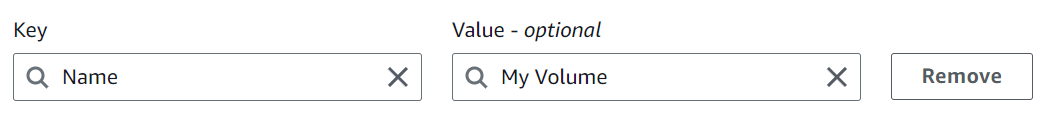 Key
Value - optional
Name
My Volume
Remove